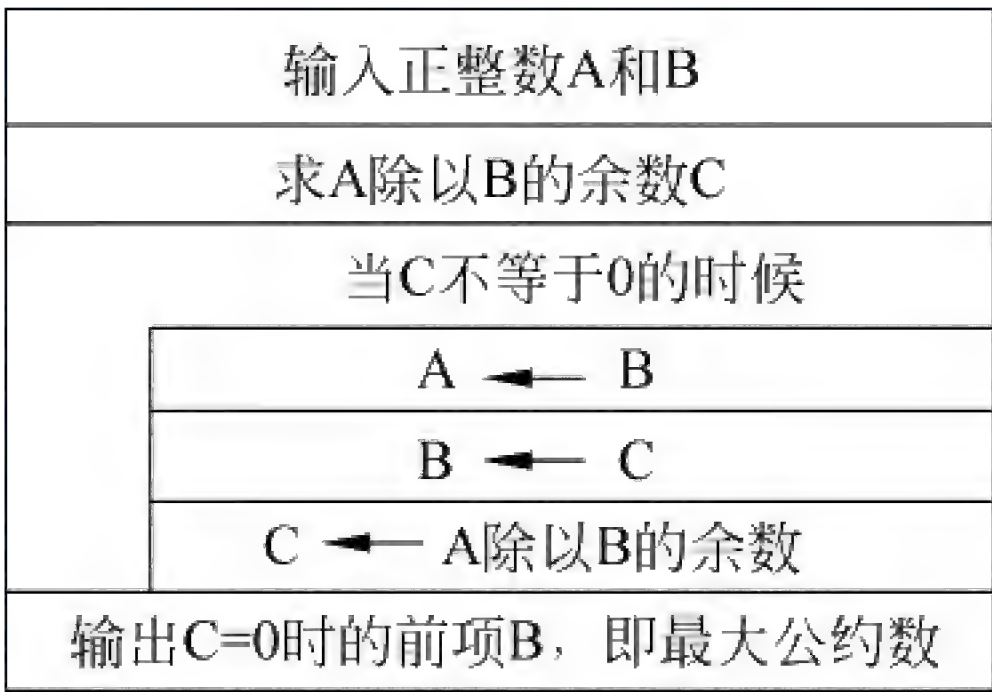 输入正整数A和B
求A除以B的余数C
当C不等于0的时候
A ← B
B ← C
C ← A除以B的余数
输出C=0时的前项B，即最大公约数